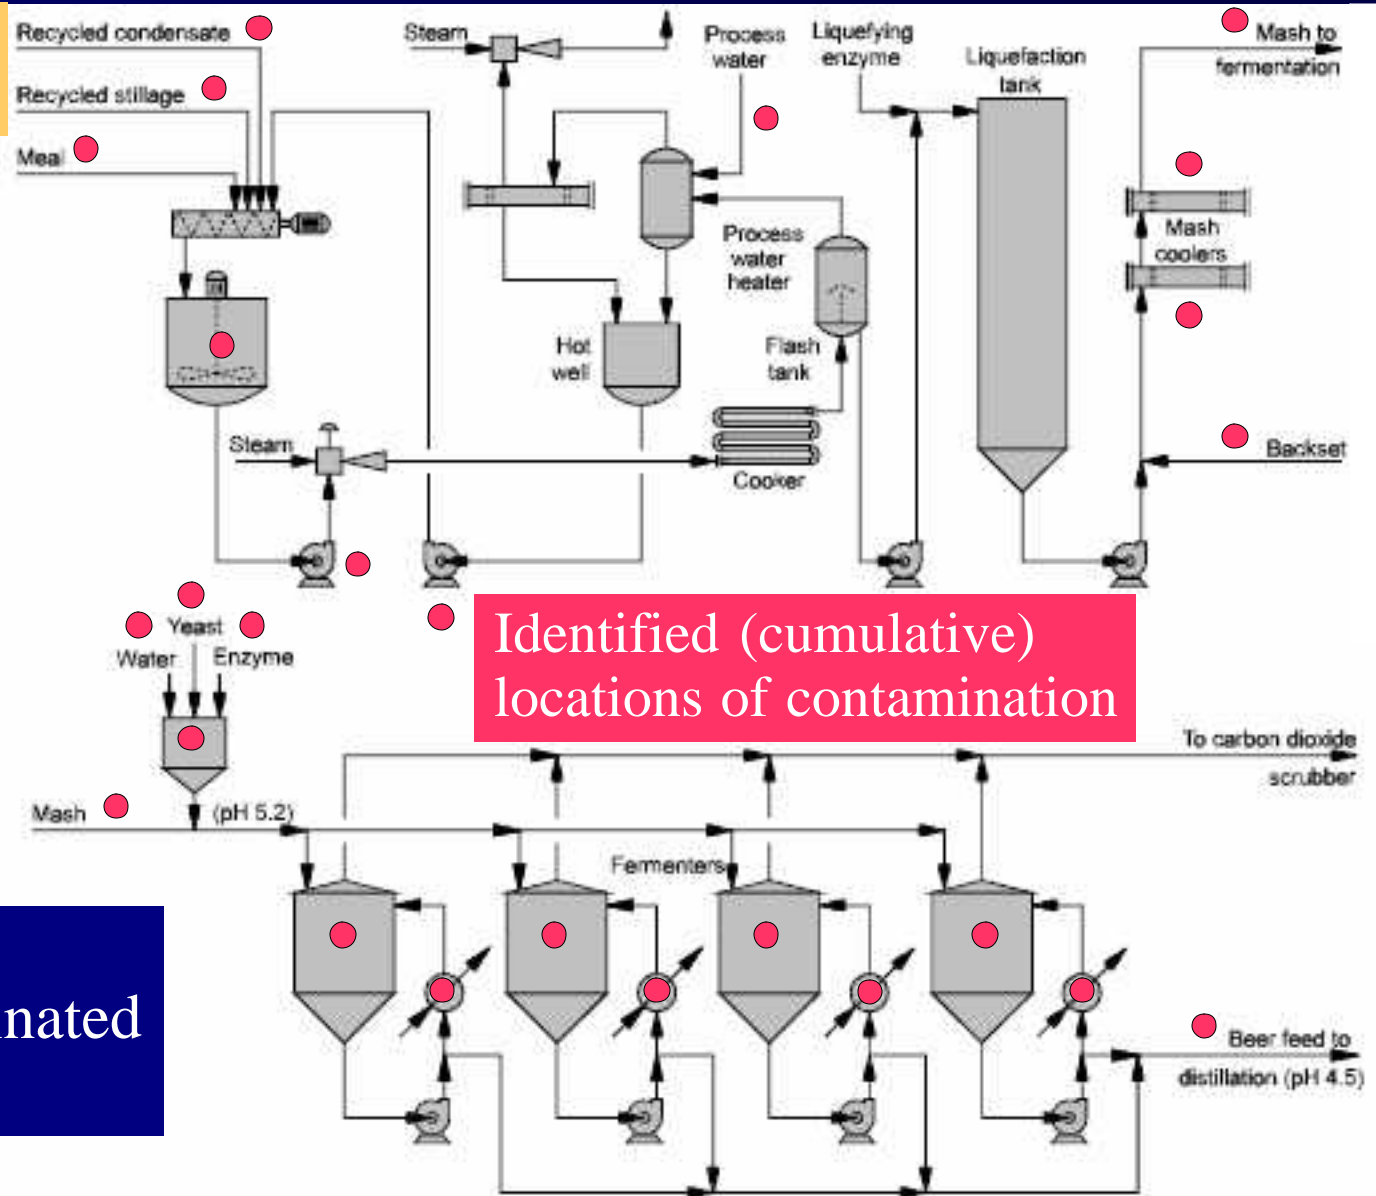 Recycled condensate
Recycled stillage
Meal
Steam
Process
water
Liquefying
enzyme
Liquefaction
tank
Mash to
fermentation
Process
water
heater
Mash
coolers
Hot
well
Flash
tank
Steam
Cooker
Backset
Yeast
Water
Enzyme
Identified (cumulative)
locations of contamination
To carbon dioxide
scrubber
Mash
(pH 5.2)
Fermenters
nated
Beer feed to
distillation (pH 4.5)